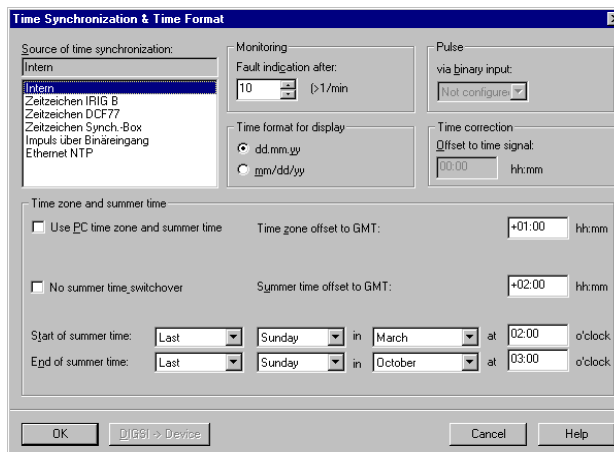 Time Synchronization & Time Format
Source of time synchronization:
Intern
Intern
Zeitzeichen IRIG B
Zeitzeichen DCF77
Zeitzeichen Synch.-Box
Impuls über Binäreingang
Ethernet NTP
Monitoring
Fault indication after:
10 (>1/min
Pulse
via binary input:
Not configure
Time format for display
dd.mm.yy
mm/dd/yy
Time correction
Offset to time signal:
00:00 hh:mm
Time zone and summer time
Use PC time zone and summer time Time zone offset to GMT: +01:00 hh:mm
No summer time switchover Summer time offset to GMT: +02:00 hh:mm
Start of summer time: Last Sunday in March at 02:00 o'clock
End of summer time: Last Sunday in October at 03:00 o'clock
OK DIGSI -> Device Cancel Help